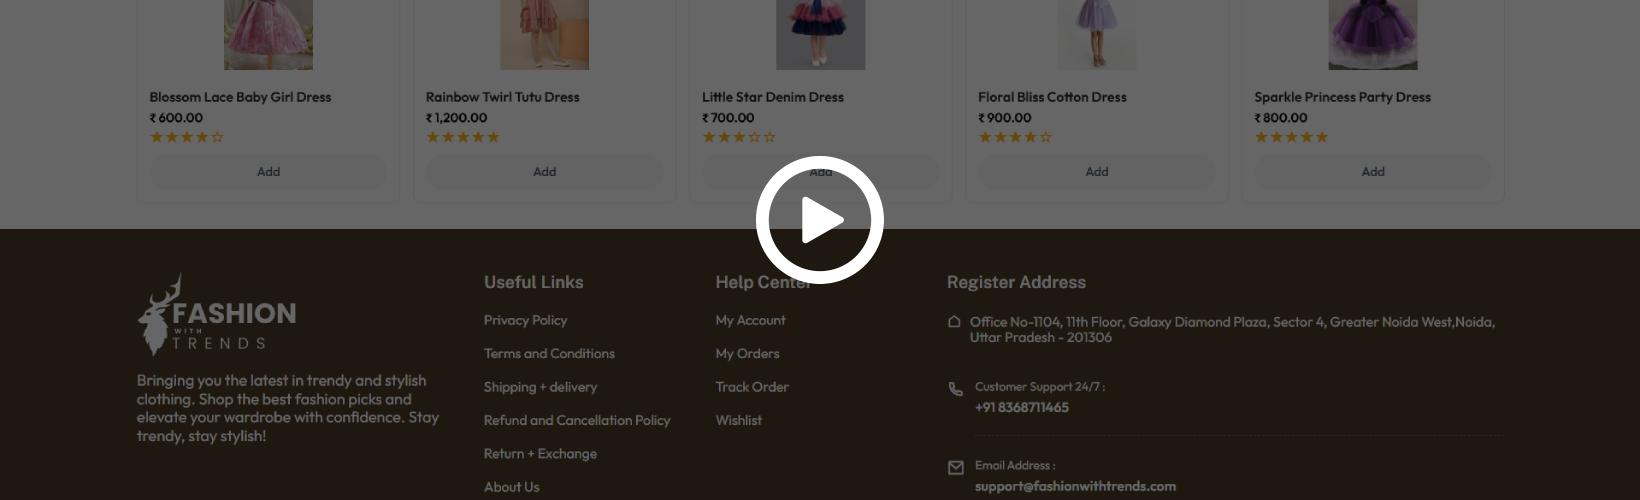 Blossom Lace Baby Girl Dress
₹ 600.00
Add
Rainbow Twirl Tutu Dress
₹ 1,200.00
Add
Little Star Denim Dress
₹ 700.00
Add
Floral Bliss Cotton Dress
₹ 900.00
Add
Sparkle Princess Party Dress
₹ 800.00
Add
FASHION
WITH
TRENDS
Bringing you the latest in trendy and stylish
clothing. Shop the best fashion picks and
elevate your wardrobe with confidence. Stay
trendy, stay stylish!
Useful Links
Privacy Policy
Terms and Conditions
Shipping + delivery
Refund and Cancellation Policy
Return + Exchange
About Us
Help Center
My Account
My Orders
Track Order
Wishlist
Register Address
Office No-1104, 11th Floor, Galaxy Diamond Plaza, Sector 4, Greater Noida West,Noida,
Uttar Pradesh - 201306
Customer Support 24/7 :
+91 8368711465
Email Address :
support@fashionwithtrends.com